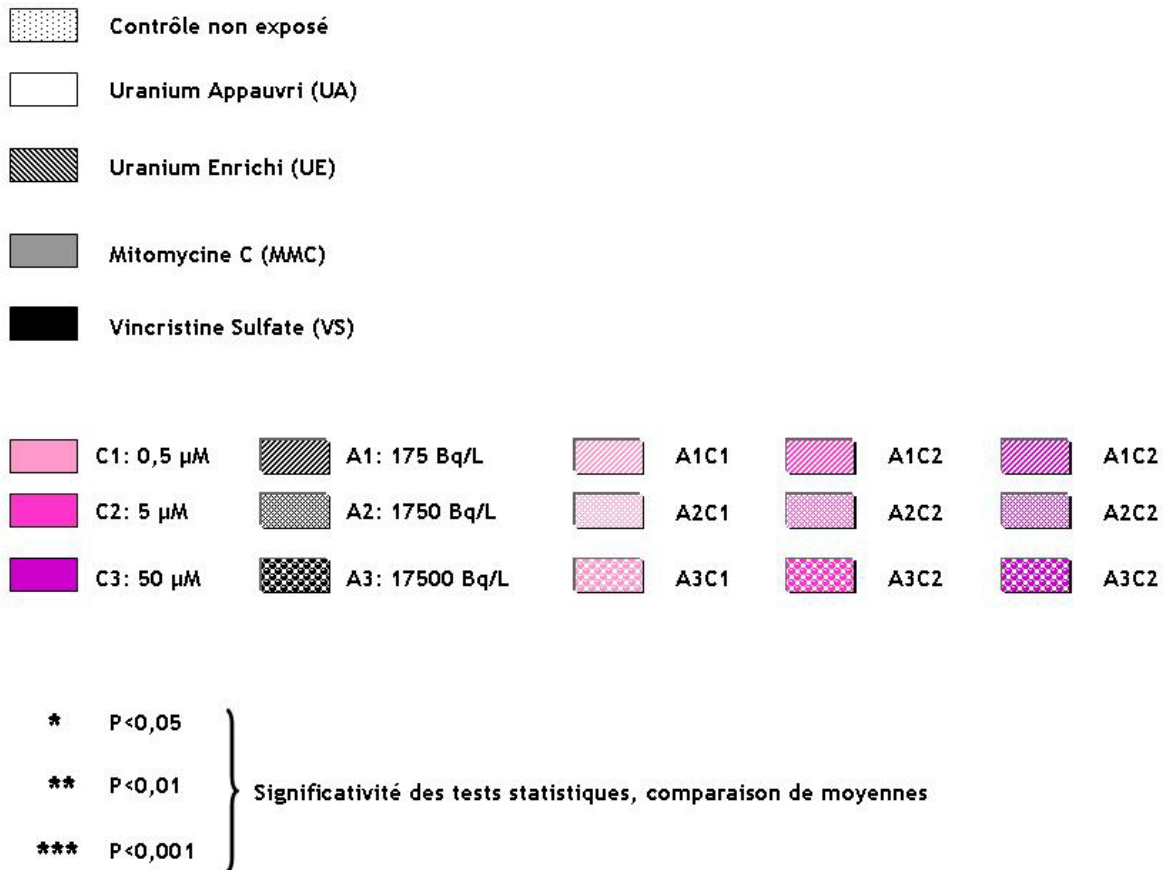 Contrôle non exposé
Uranium Appauvri (UA)
Uranium Enrichi (UE)
Mitomycine C (MMC)
Vincristine Sulfate (VS)
C1: 0,5 µM A1: 175 Bq/L A1C1 A1C2 A1C2
C2: 5 µM A2: 1750 Bq/L A2C1 A2C2 A2C2
C3: 50 µM A3: 17500 Bq/L A3C1 A3C2 A3C2
* P<0,05
** P<0,01
Significativité des tests statistiques, comparaison de moyennes
*** P<0,001